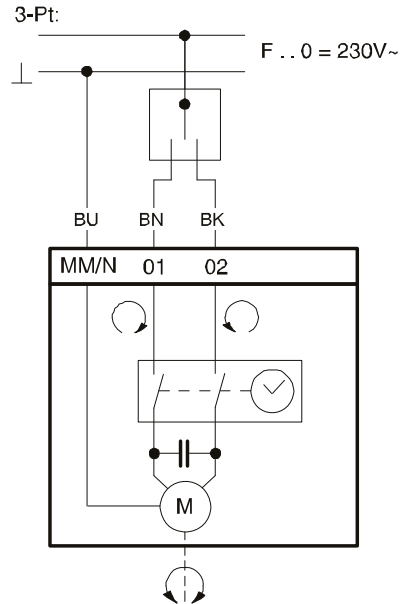 3-Pt:
F . . 0 = 230V~
⊥
BU BN BK
MM/N 01 02
M